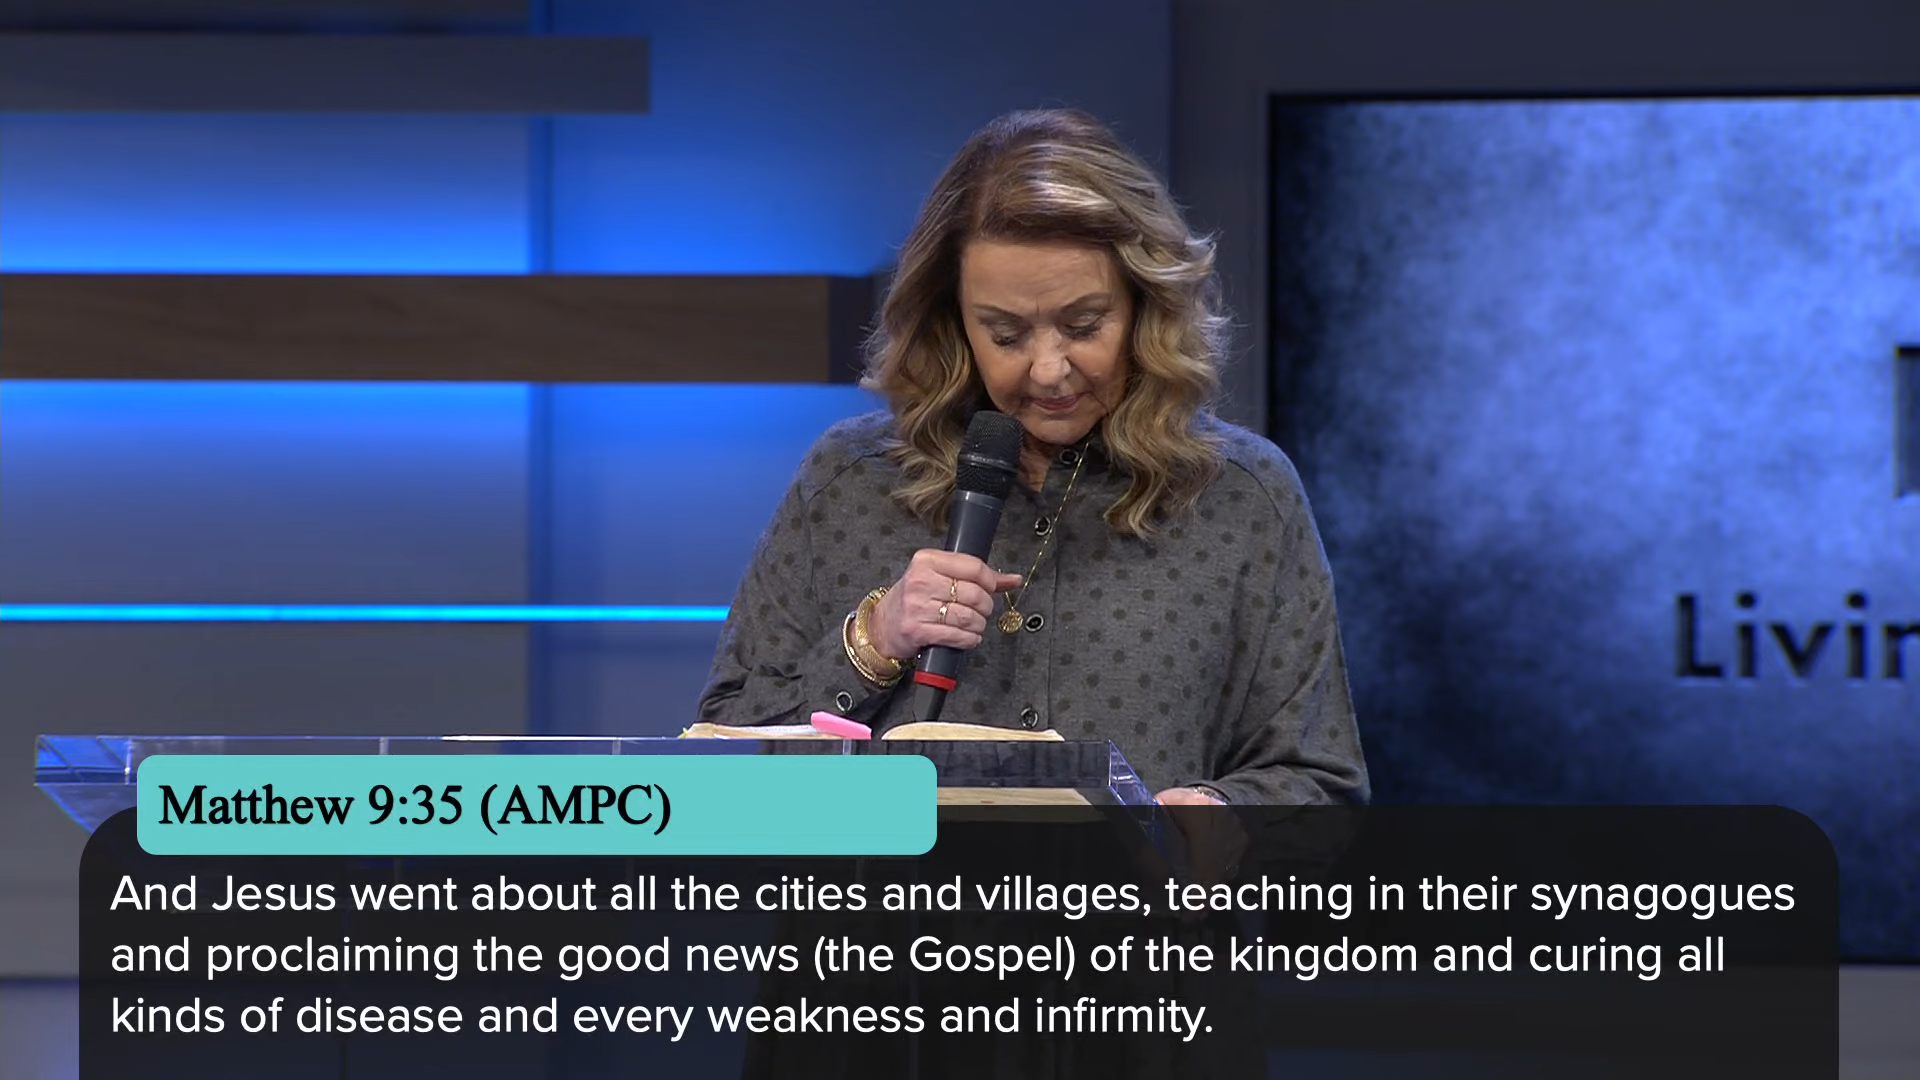 Livin
Matthew 9:35 (AMPC)
And Jesus went about all the cities and villages, teaching in their synagogues
and proclaiming the good news (the Gospel) of the kingdom and curing all
kinds of disease and every weakness and infirmity.